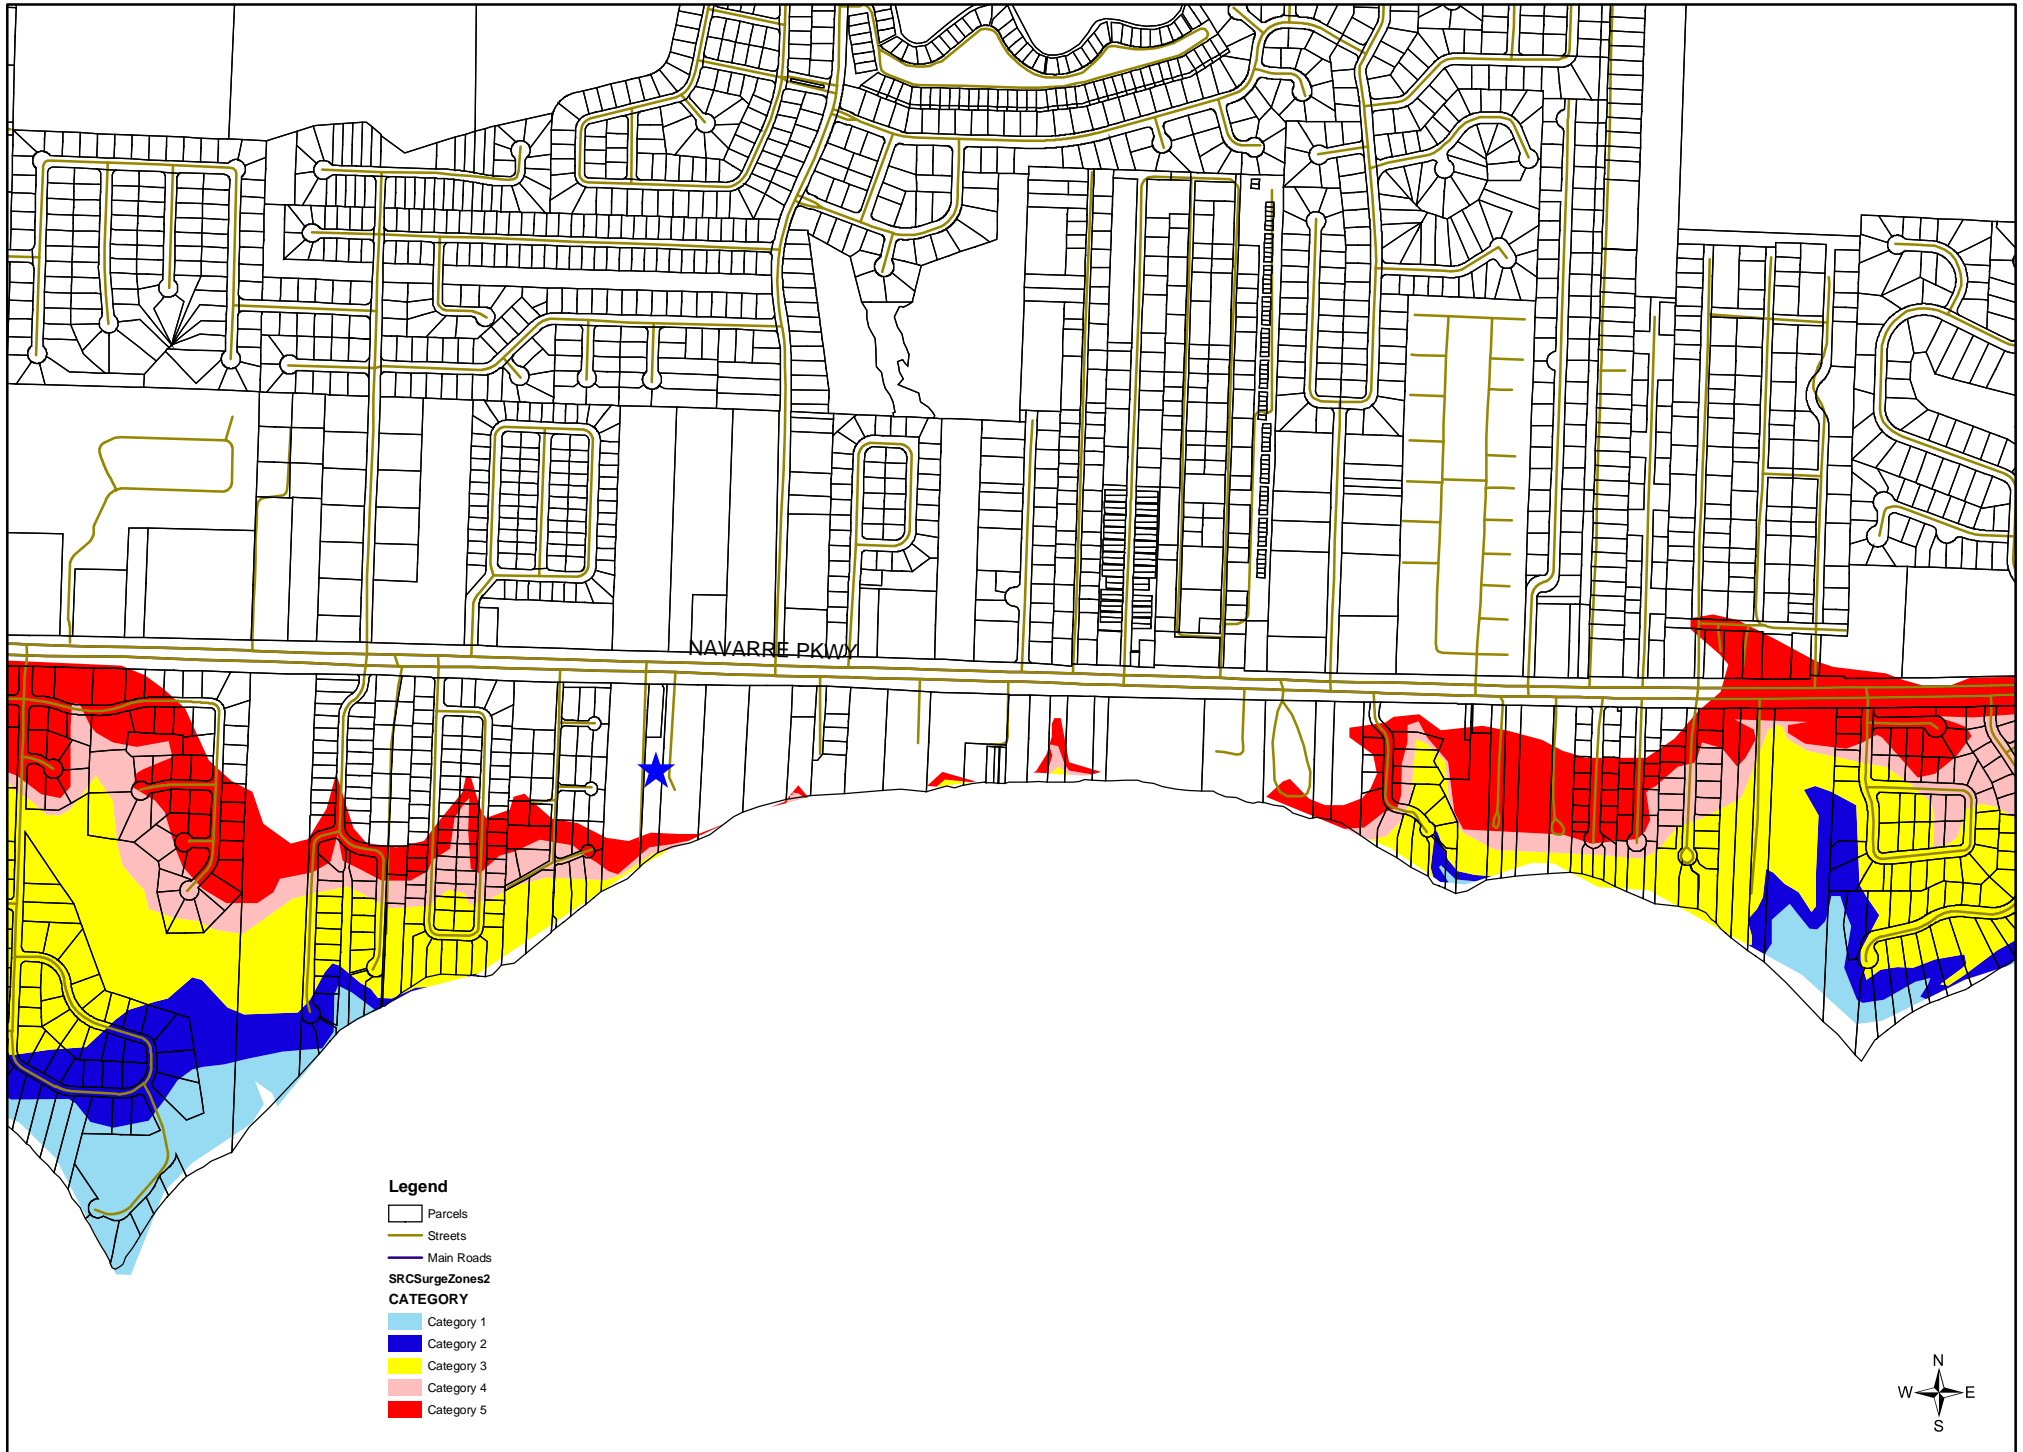 NAVARRE PKWY
Legend
Parcels
Streets
Main Roads
SRCSurgeZones2
CATEGORY
Category 1
Category 2
Category 3
Category 4
Category 5
N
W E
S